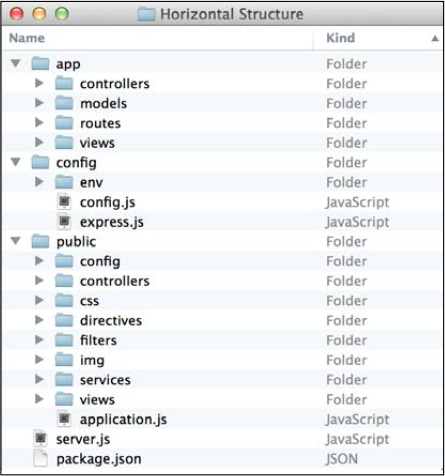 Horizontal Structure
Name Kind
app Folder
controllers Folder
models Folder
routes Folder
views Folder
config Folder
env Folder
config.js JavaScript
express.js JavaScript
public Folder
config Folder
controllers Folder
css Folder
directives Folder
filters Folder
img Folder
services Folder
views Folder
application.js JavaScript
server.js JavaScript
package.json JSON